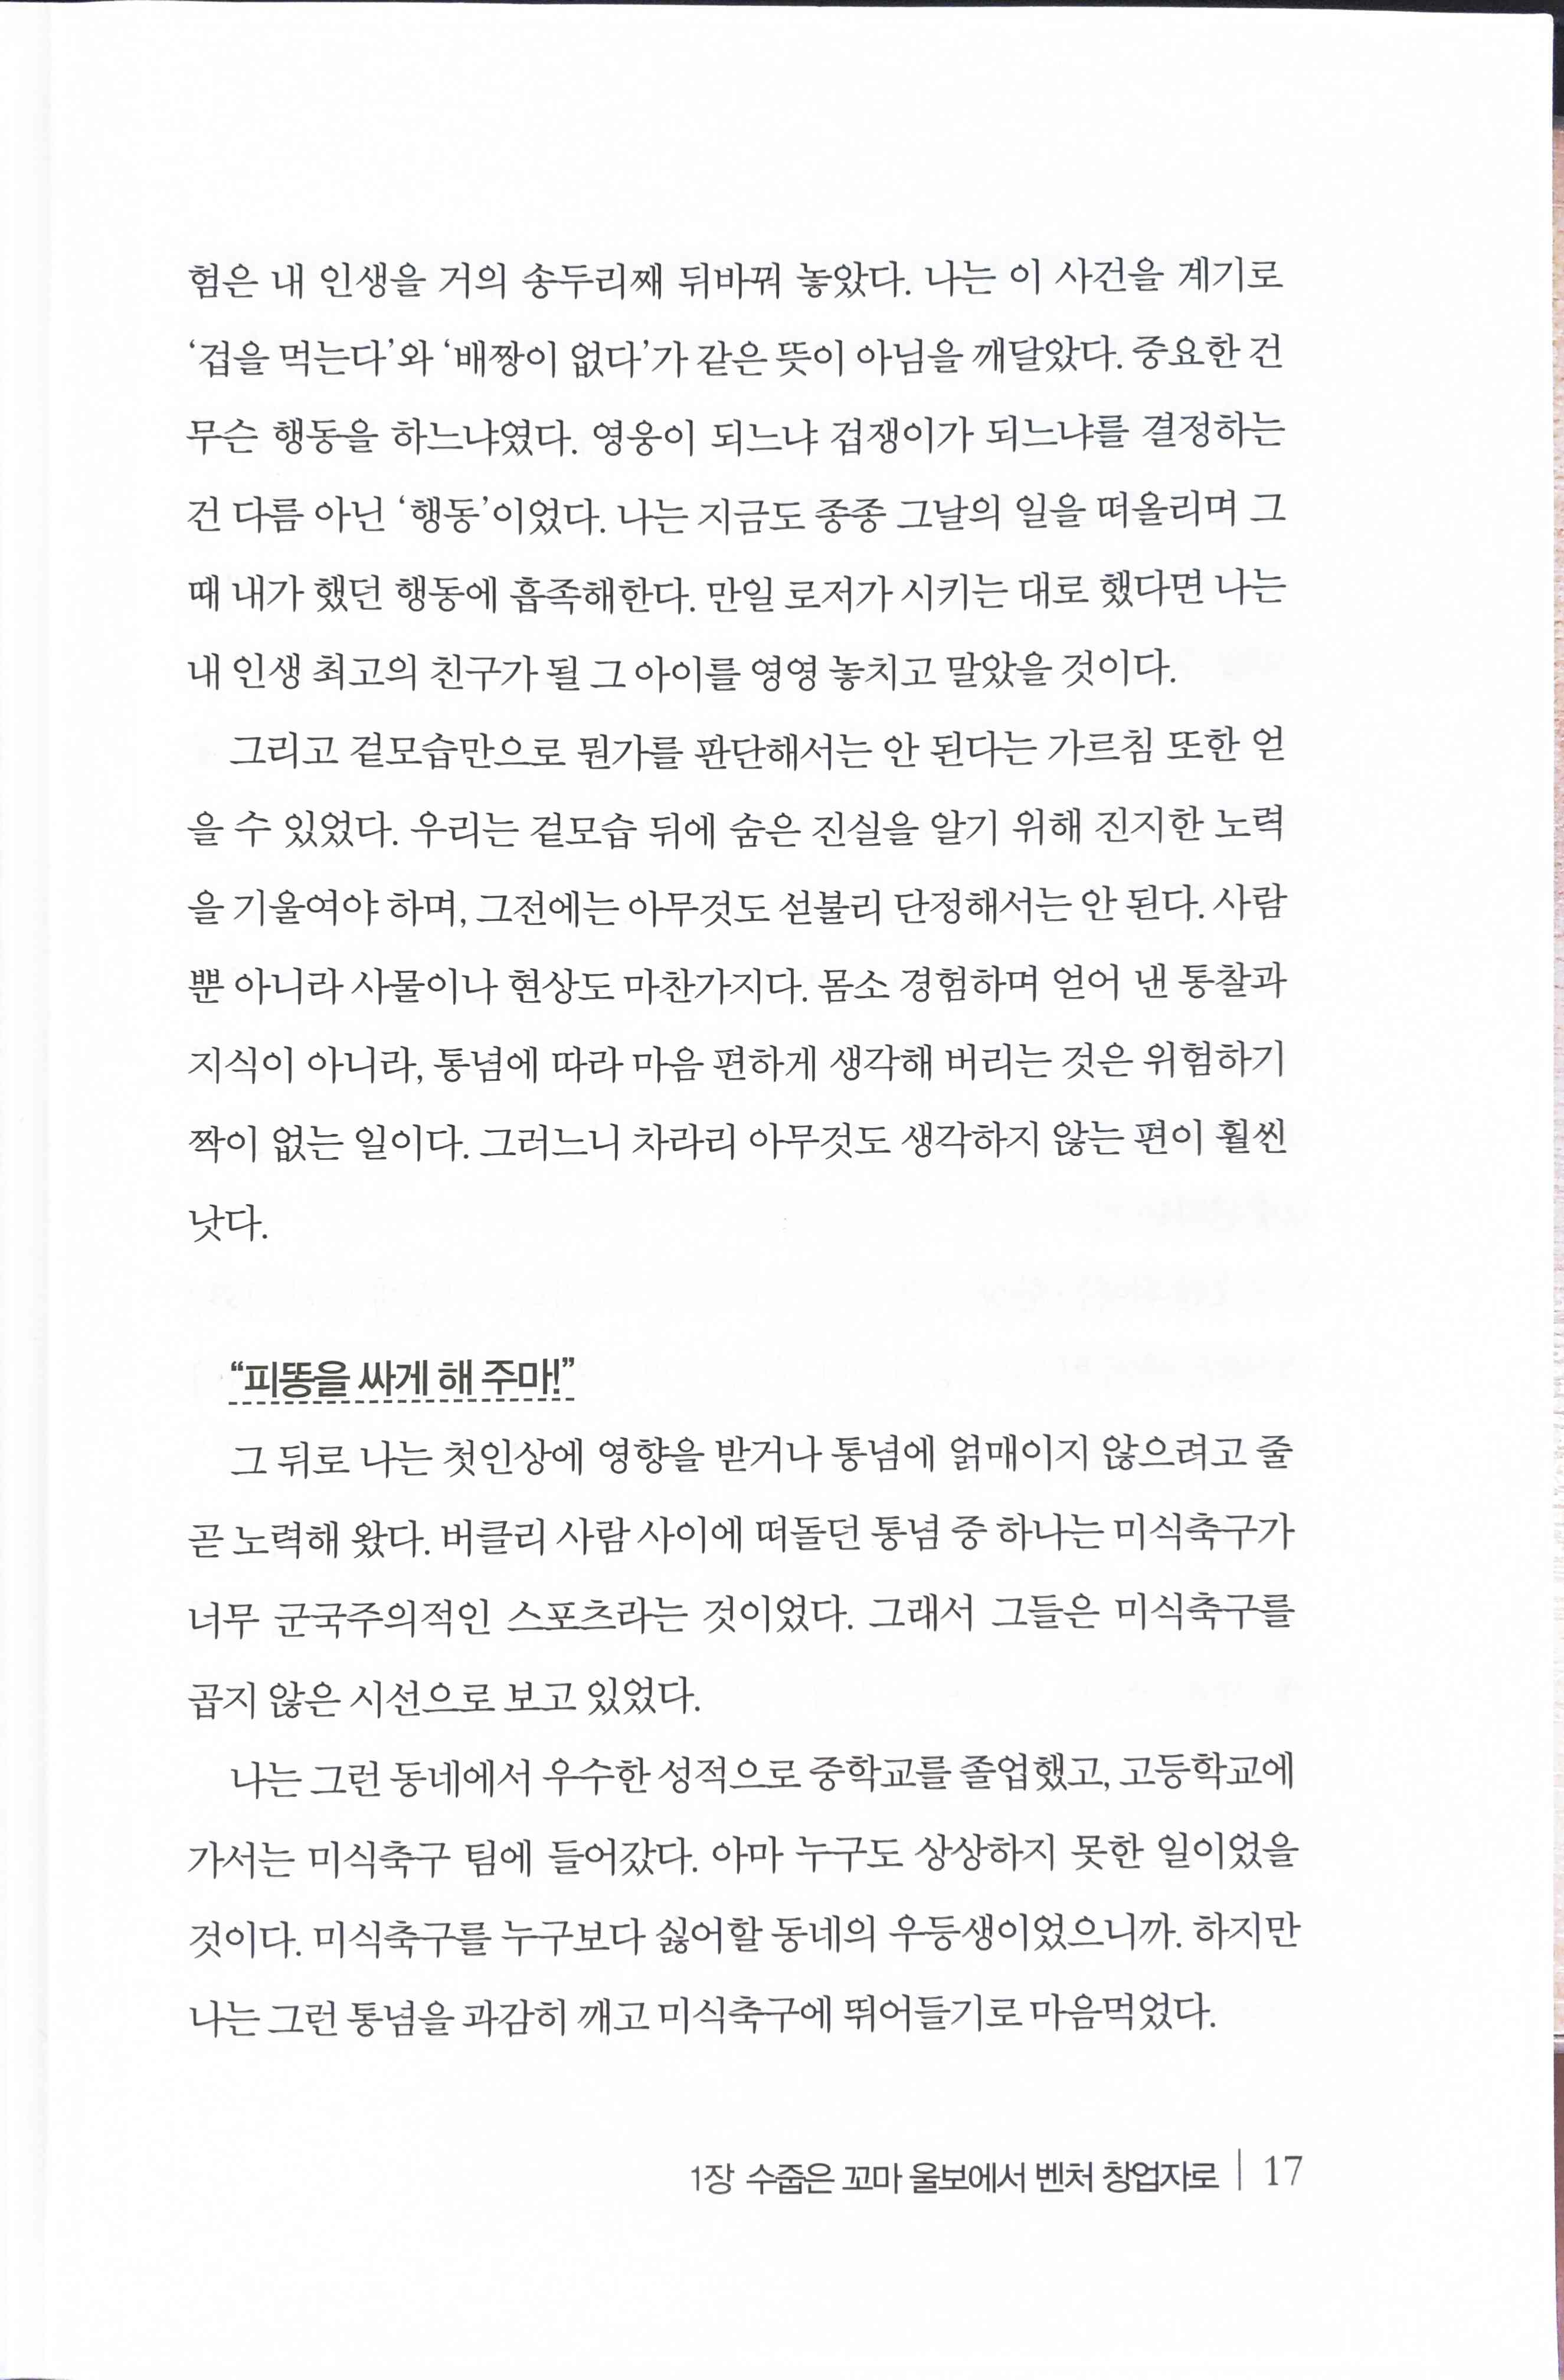 험은 내 인생을 거의 송두리째 뒤바꿔 놓았다. 나는 이 사건을 계기로
‘겁을 먹는다’와 ‘배짱이 없다’가 같은 뜻이 아님을 깨달았다. 중요한 건
무슨 행동을 하느냐였다. 영웅이 되느냐 겁쟁이가 되느냐를 결정하는
건 다름 아닌 ‘행동’이었다. 나는 지금도 종종 그날의 일을 떠올리며 그
때 내가 했던 행동에 흡족해한다. 만일 로저가 시키는 대로 했다면 나는
내 인생 최고의 친구가 될 그 아이를 영영 놓치고 말았을 것이다.
그리고 겉모습만으로 뭔가를 판단해서는 안 된다는 가르침 또한 얻
을 수 있었다. 우리는 겉모습 뒤에 숨은 진실을 알기 위해 진지한 노력
을 기울여야 하며, 그전에는 아무것도 섣불리 단정해서는 안 된다. 사람
뿐 아니라 사물이나 현상도 마찬가지다. 몸소 경험하며 얻어 낸 통찰과
지식이 아니라, 통념에 따라 마음 편하게 생각해 버리는 것은 위험하기
짝이 없는 일이다. 그러느니 차라리 아무것도 생각하지 않는 편이 훨씬
낫다.
“피똥을 싸게 해 주마!”
그 뒤로 나는 첫인상에 영향을 받거나 통념에 얽매이지 않으려고 줄
곧 노력해 왔다. 버클리 사람 사이에 떠돌던 통념 중 하나는 미식축구가
너무 군국주의적인 스포츠라는 것이었다. 그래서 그들은 미식축구를
곱지 않은 시선으로 보고 있었다.
나는 그런 동네에서 우수한 성적으로 중학교를 졸업했고, 고등학교에
가서는 미식축구 팀에 들어갔다. 아마 누구도 상상하지 못한 일이었을
것이다. 미식축구를 누구보다 싫어할 동네의 우등생이었으니까. 하지만
나는 그런 통념을 과감히 깨고 미식축구에 뛰어들기로 마음먹었다.
1장 수줍은 꼬마 울보에서 벤처 창업자로 | 17